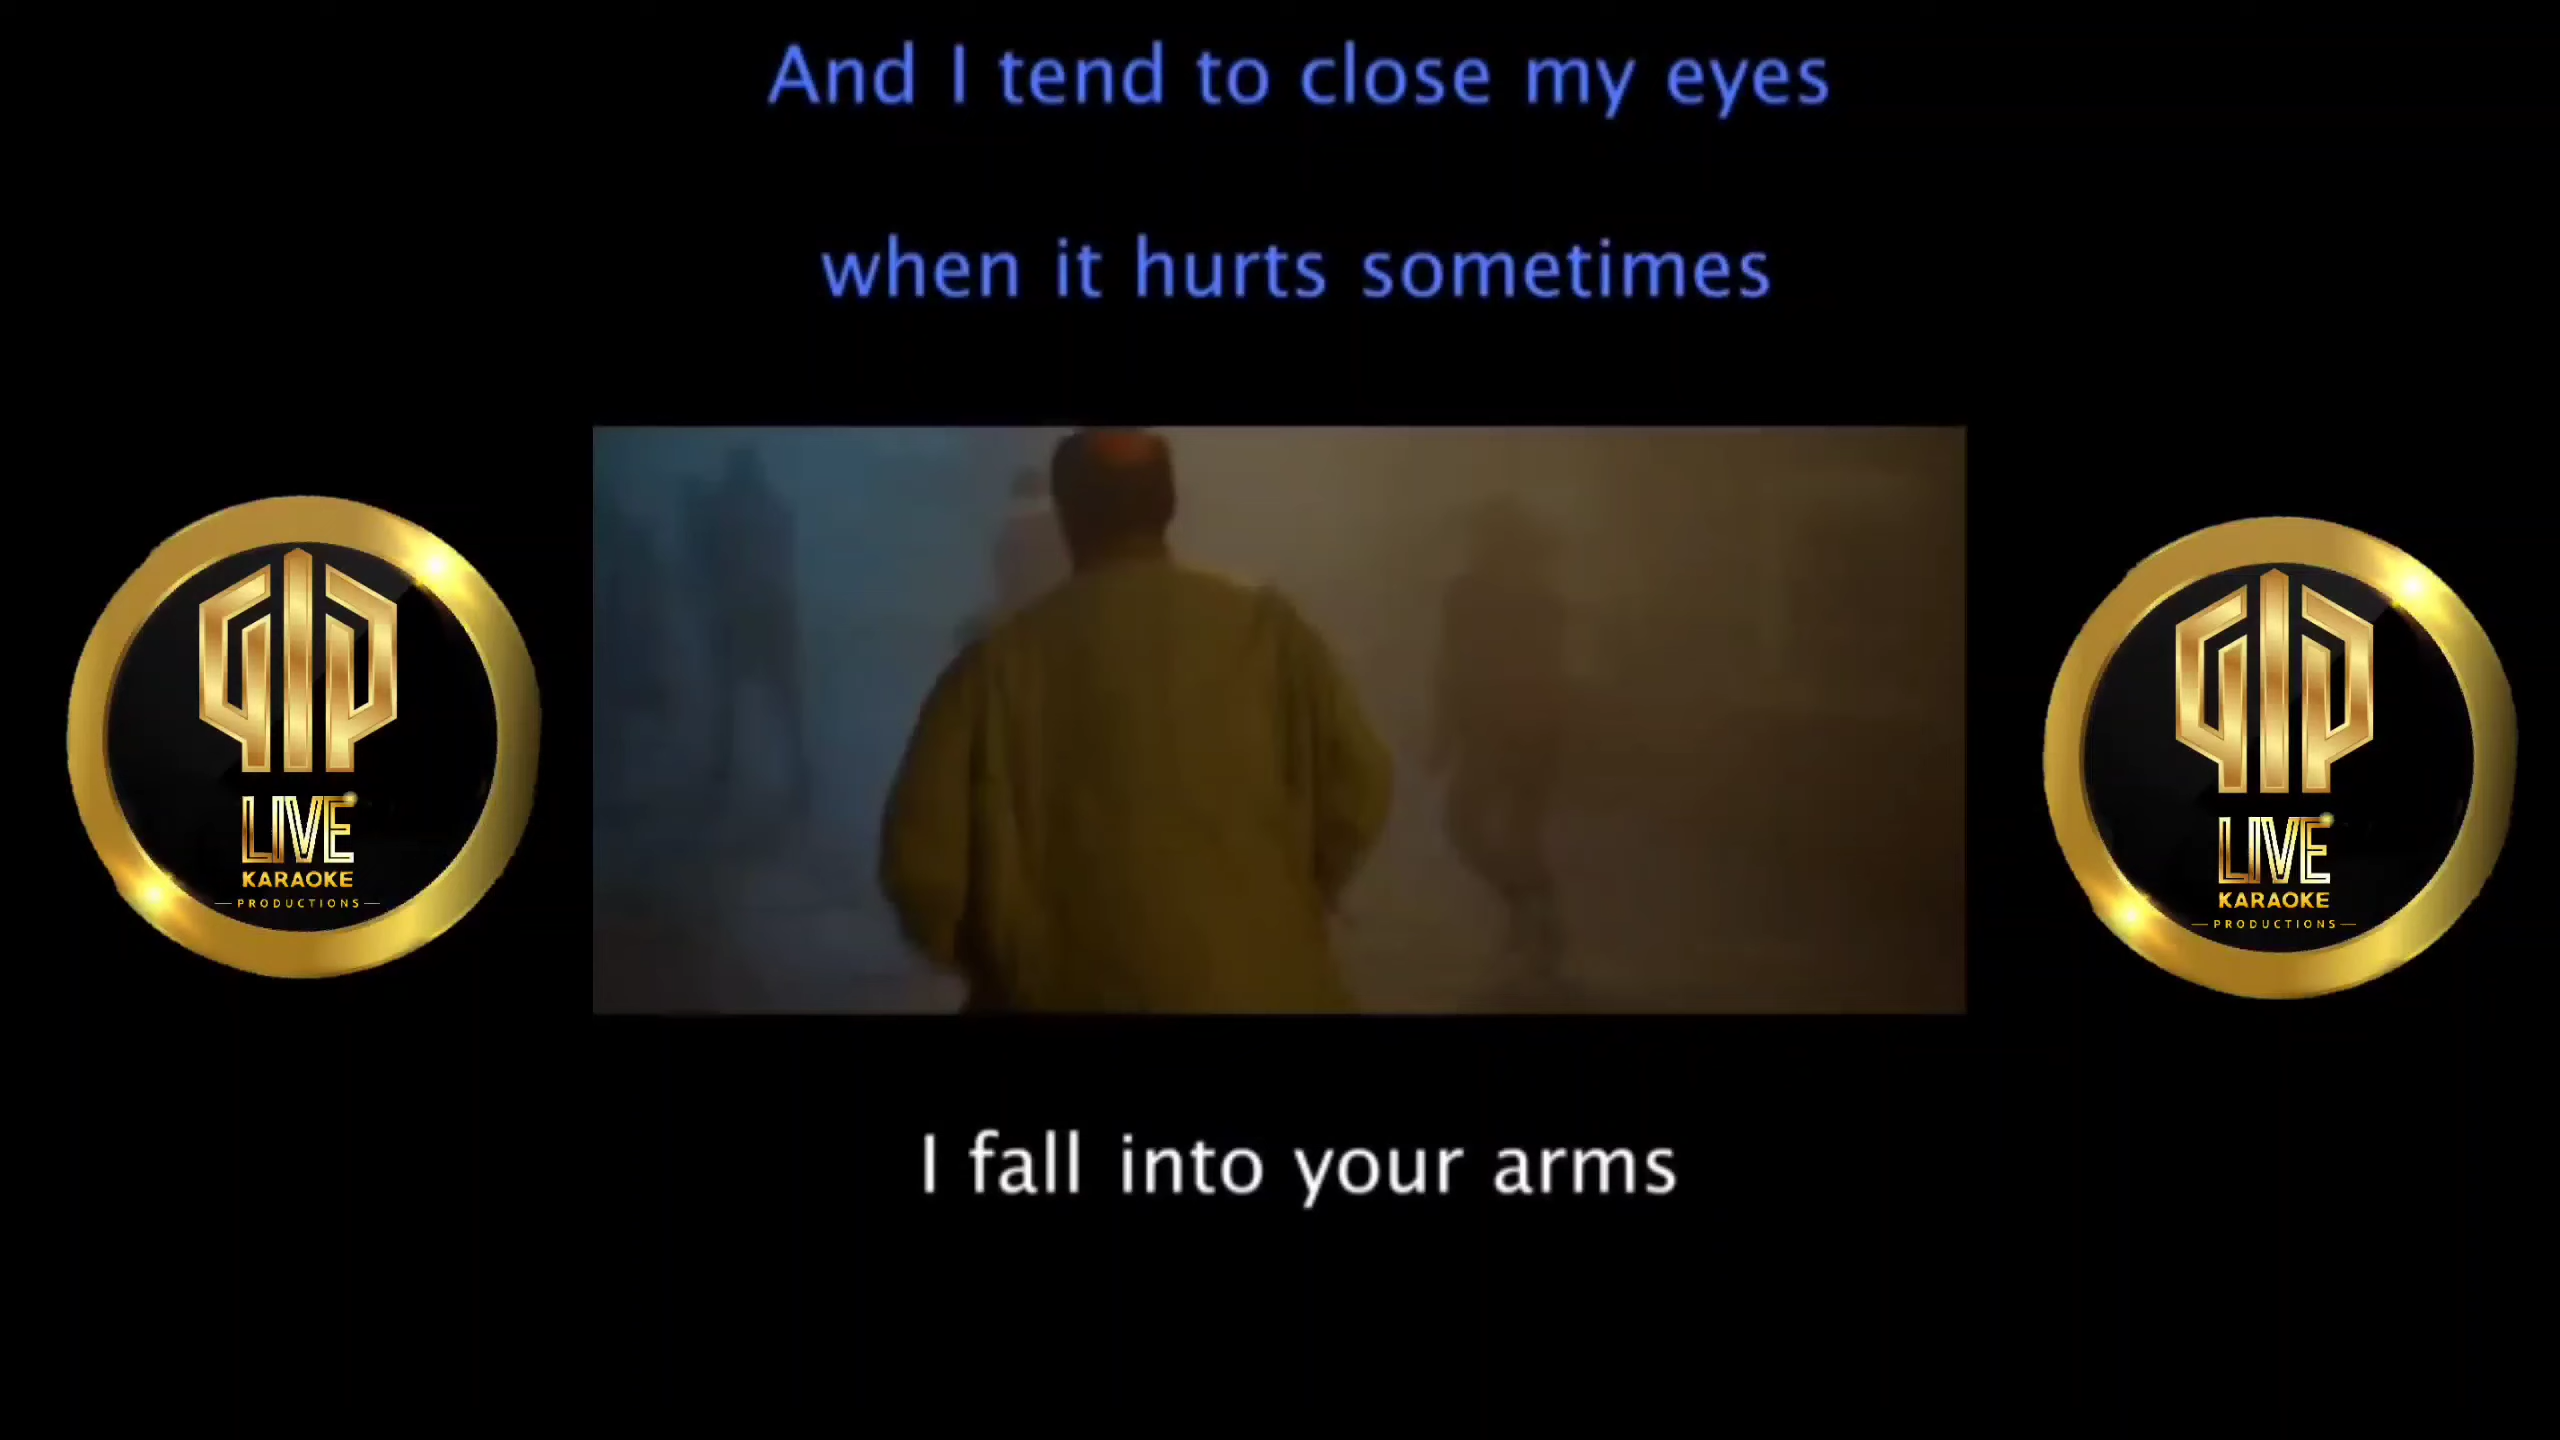 And I tend to close my eyes
when it hurts sometimes
LIVE
KARAOKE
PRODUCTIONS
LIVE
KARAOKE
PRODUCTIONS
I fall into your arms